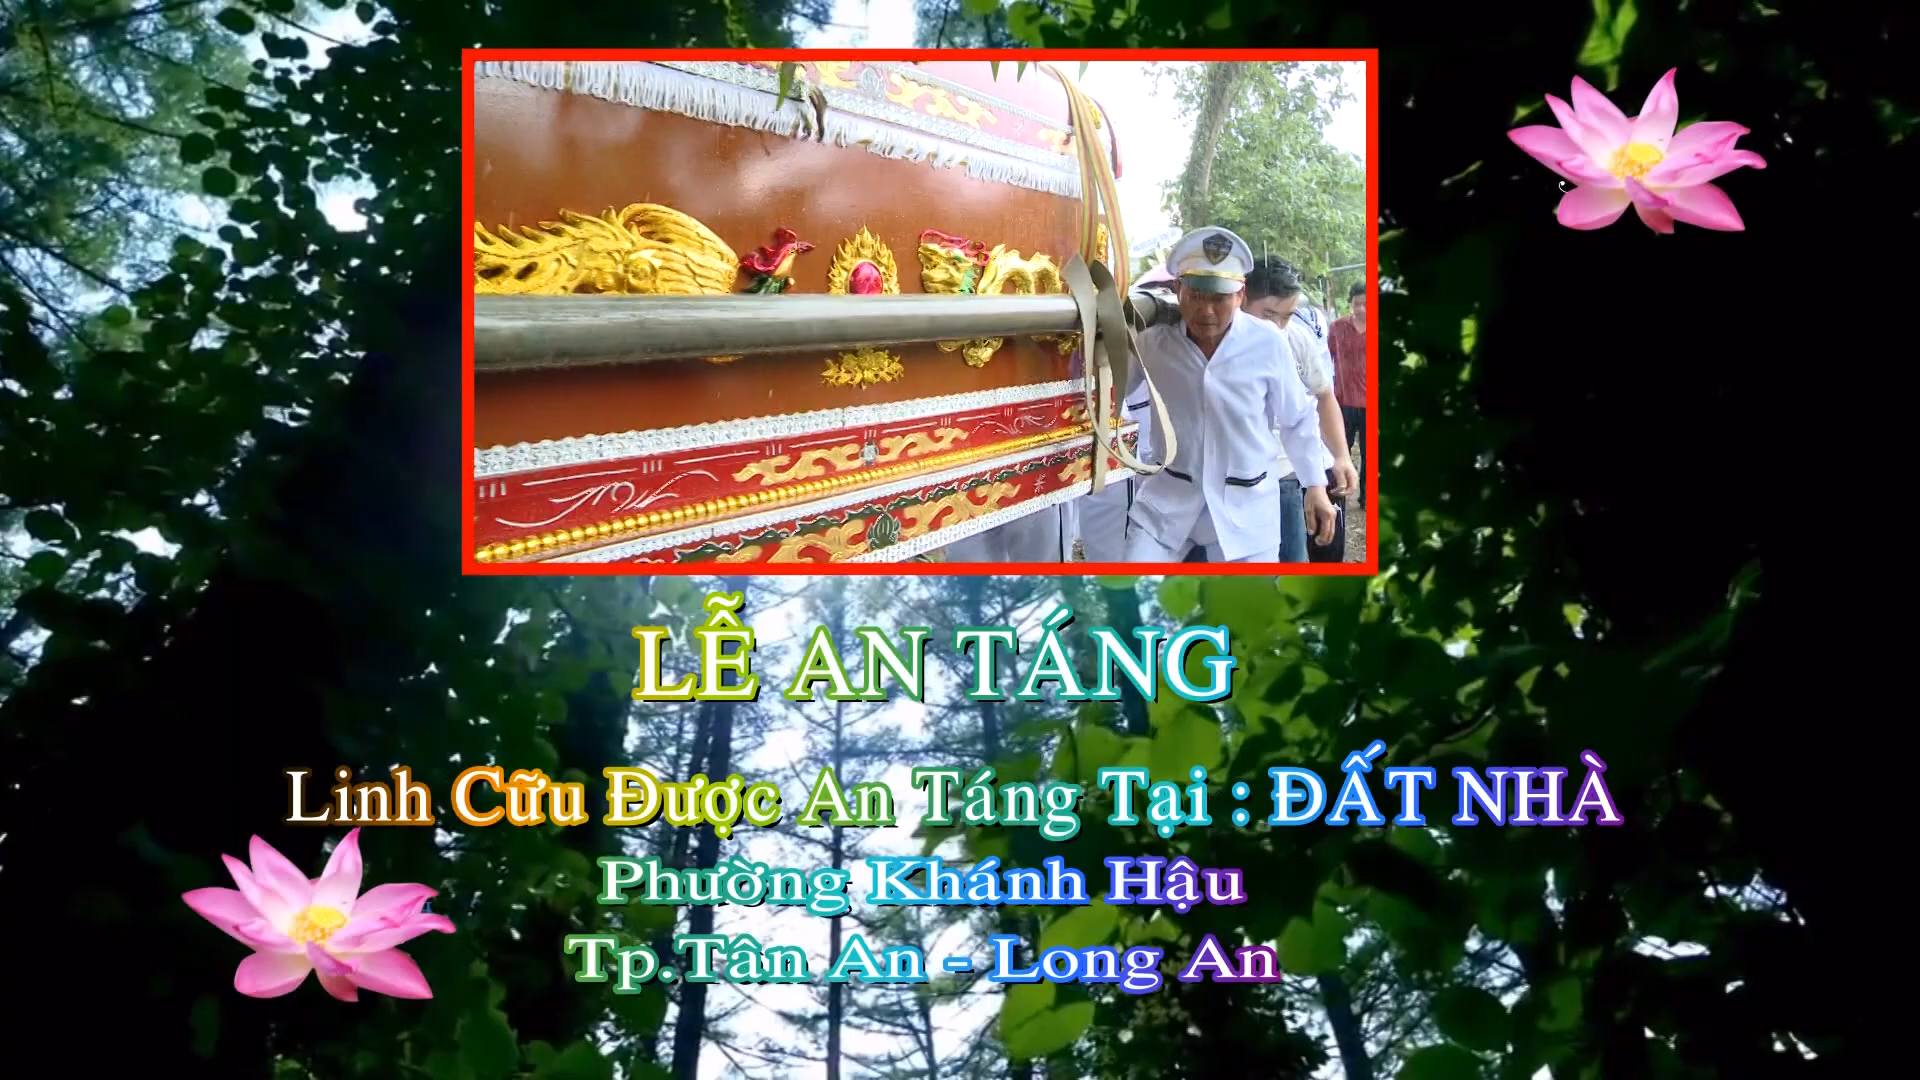 LỄ AN TÁNG
Linh Cữu Được An Táng Tại : ĐẤT NHÀ
Phường Khánh Hậu
Tp.Tân An - Long An